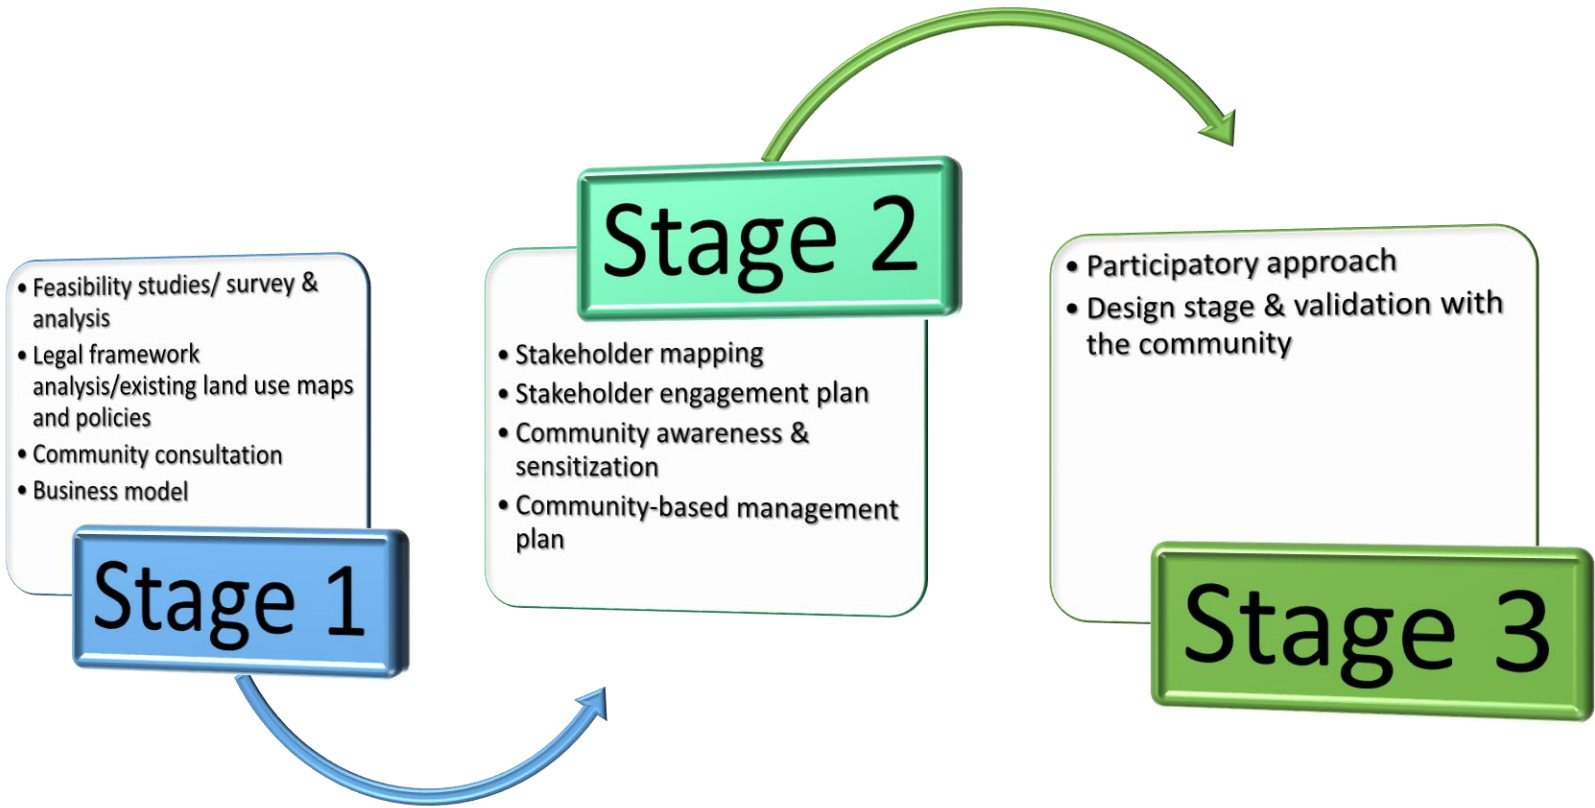 • Feasibility studies/ survey &
analysis
• Legal framework
analysis/existing land use maps
and policies
• Community consultation
• Business model
Stage 1
Stage 2
• Stakeholder mapping
• Stakeholder engagement plan
• Community awareness &
sensitization
• Community-based management
plan
• Participatory approach
• Design stage & validation with
the community
Stage 3